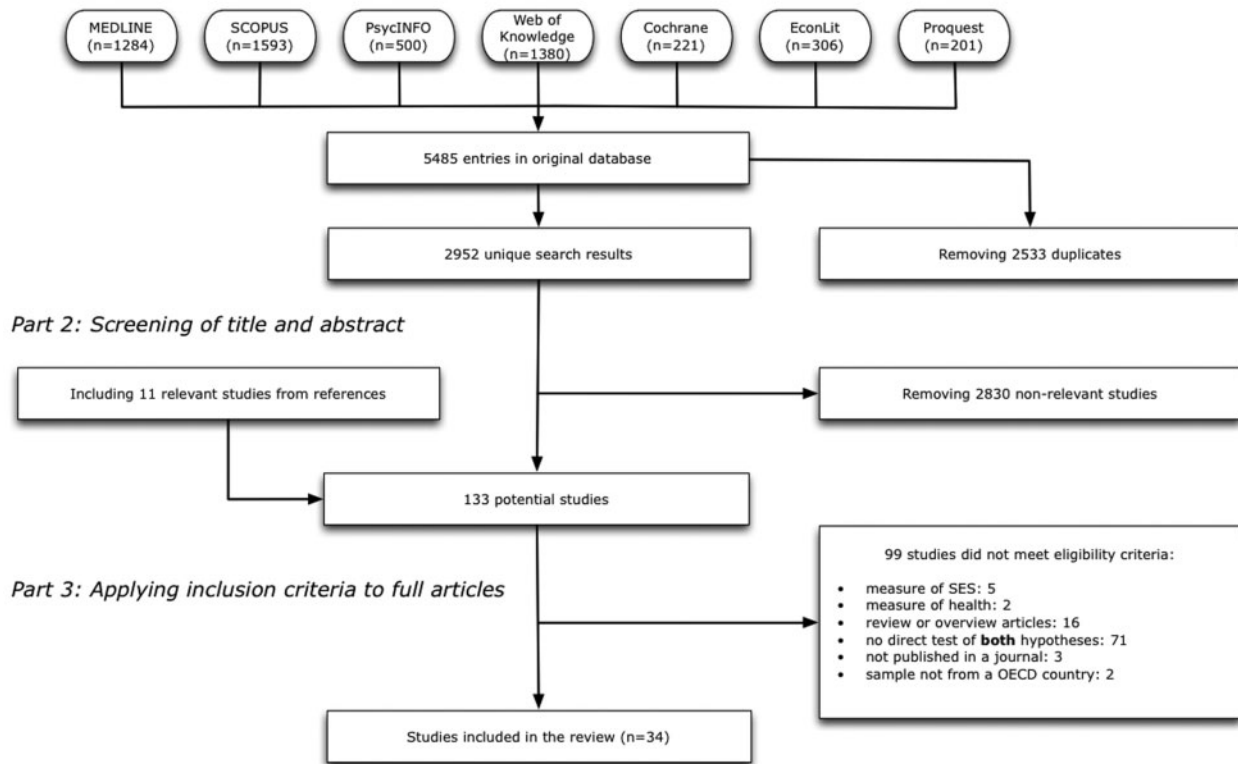 MEDLINE
(n=1284)
SCOPUS
(n=1593)
PsycINFO
(n=500)
Web of
Knowledge
(n=1380)
Cochrane
(n=221)
EconLit
(n=306)
Proquest
(n=201)
5485 entries in original database
2952 unique search results
Removing 2533 duplicates
Part 2: Screening of title and abstract
Including 11 relevant studies from references
Removing 2830 non-relevant studies
133 potential studies
Part 3: Applying inclusion criteria to full articles
99 studies did not meet eligibility criteria:
• measure of SES: 5
• measure of health: 2
• review or overview articles: 16
• no direct test of both hypotheses: 71
• not published in a journal: 3
• sample not from a OECD country: 2
Studies included in the review (n=34)